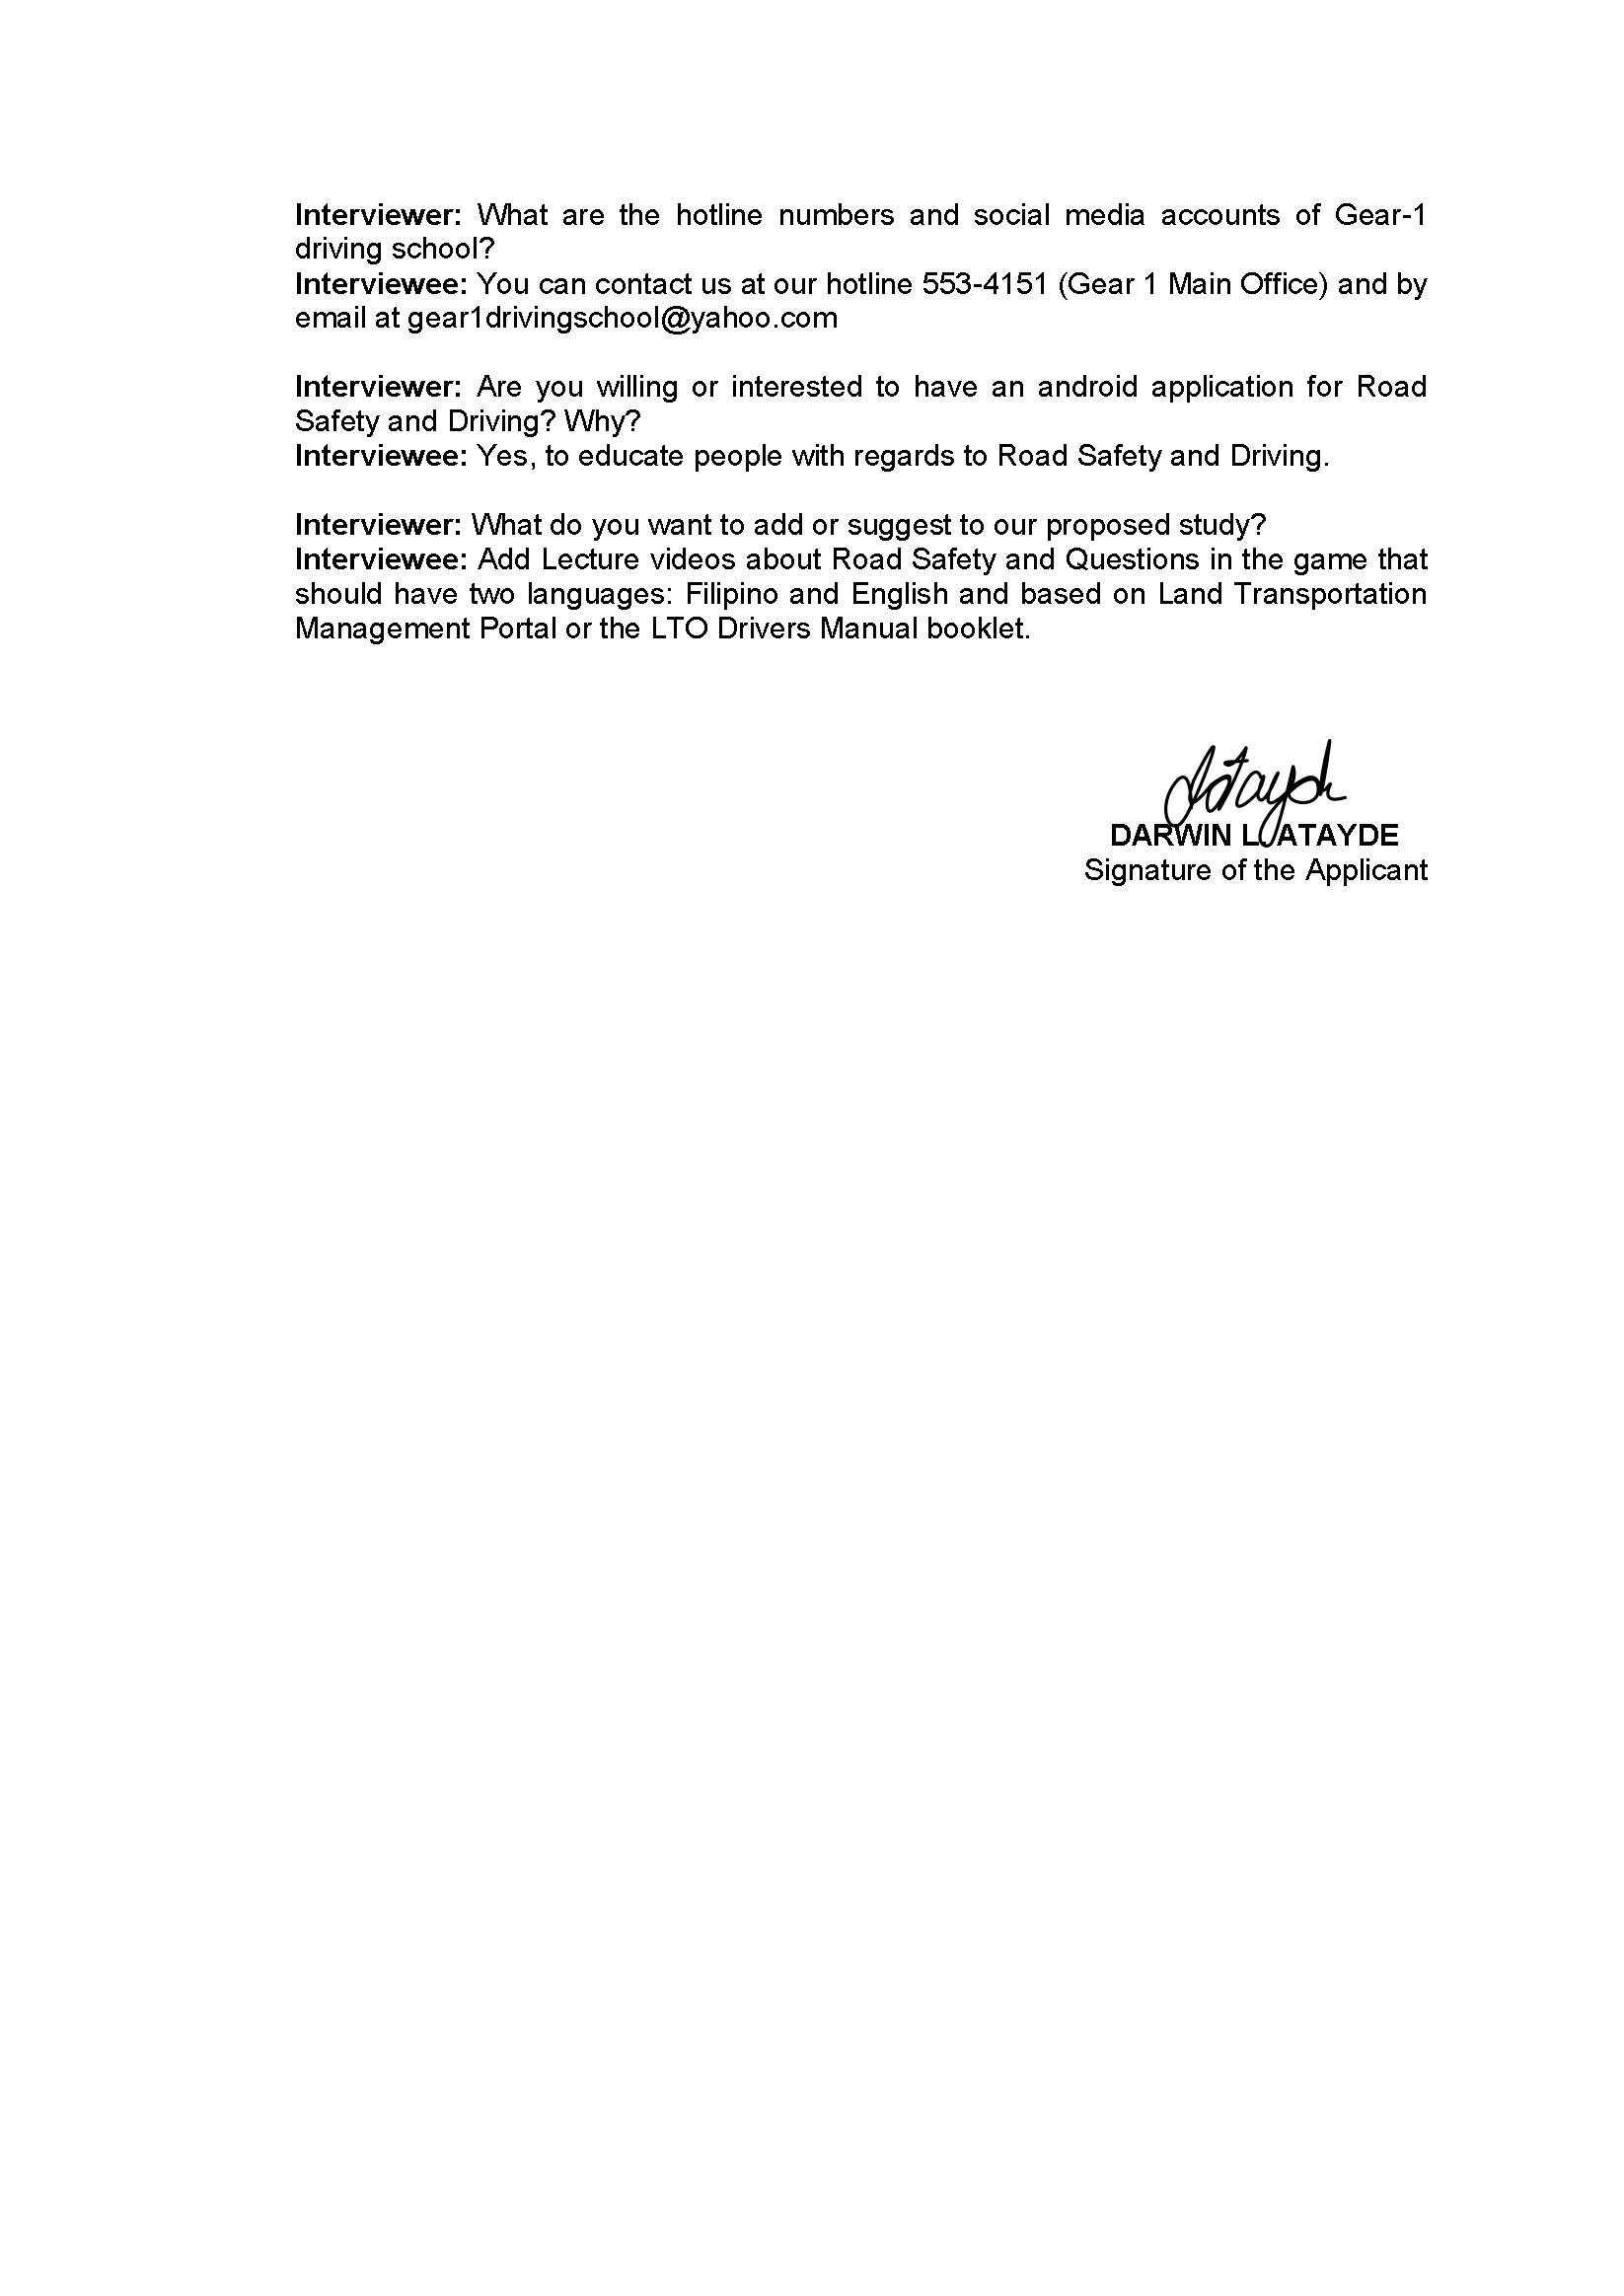 Interviewer: What are the hotline numbers and social media accounts of Gear-1
driving school?
Interviewee: You can contact us at our hotline 553-4151 (Gear 1 Main Office) and by
email at gear1drivingschool@yahoo.com
Interviewer: Are you willing or interested to have an android application for Road
Safety and Driving? Why?
Interviewee: Yes, to educate people with regards to Road Safety and Driving.
Interviewer: What do you want to add or suggest to our proposed study?
Interviewee: Add Lecture videos about Road Safety and Questions in the game that
should have two languages: Filipino and English and based on Land Transportation
Management Portal or the LTO Drivers Manual booklet.
DARWIN L. ATAYDE
Signature of the Applicant